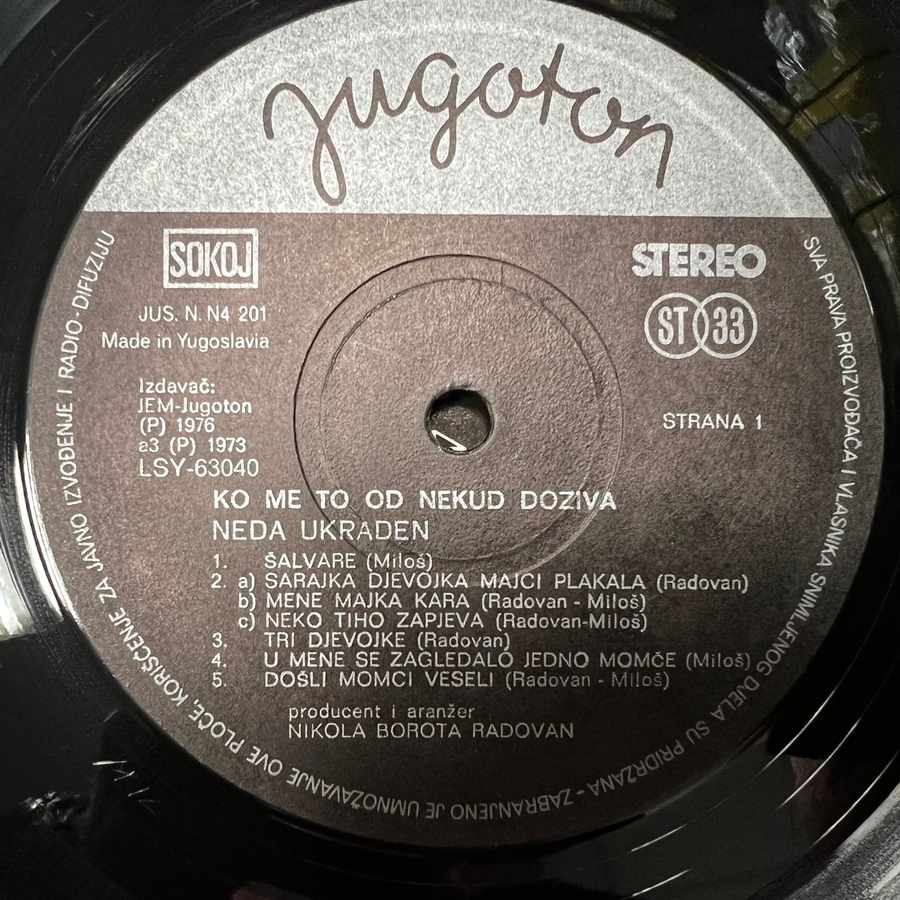 jugoton
SOKOJ
JUS. N. N4 201
Made in Yugoslavia
STEREO
ST 33
Izdavač:
JEM-Jugoton
(P) 1976
a3 (P) 1973
LSY-63040
STRANA 1
KO ME TO OD NEKUD DOZIVA
NEDA UKRADEN
1. ŠALVARE (Miloš)
2. a) SARAJKA DJEVOJKA MAJCI PLAKALA (Radovan)
b) MENE MAJKA KARA (Radovan - Miloš)
c) NEKO TIHO ZAPJEVA (Radovan-Miloš)
3. TRI DJEVOJKE (Radovan)
4. U MENE SE ZAGLEDALO JEDNO MOMČE (Miloš)
5. DOŠLI MOMCI VESELI (Radovan - Miloš)
producent i aranžer
NIKOLA BOROTA RADOVAN
SVA PRAVA PROIZVOĐAČA I VLASNIKA SNIMLJENOG DJELA SU PRIDRŽANA - ZABRANJENO JE UMNOŽAVANJE OVE PLOČE, KORIŠĆENJE ZA JAVNO IZVOĐENJE I RADIO-DIFUZIJU